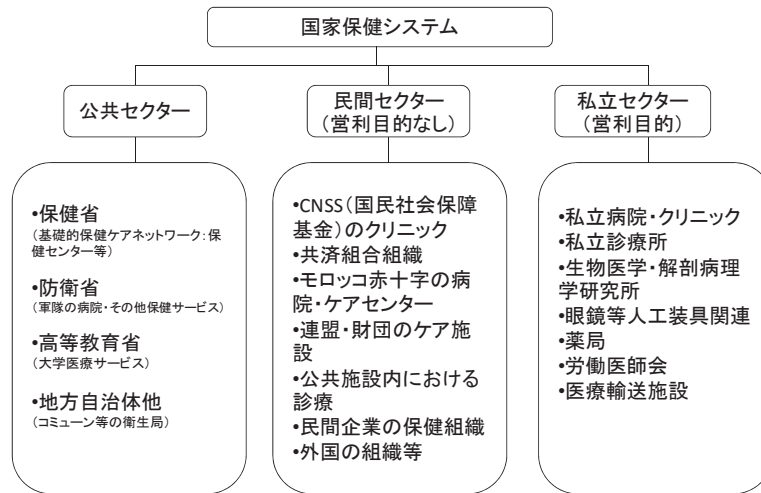 国家保健システム
公共セクター
民間セクター
（営利目的なし）
私立セクター
（営利目的）
•保健省
（基礎的保健ケアネットワーク：保
健センター等）
•防衛省
（軍隊の病院・その他保健サービス）
•高等教育省
（大学医療サービス）
•地方自治体他
（コミューン等の衛生局）
•CNSS（国民社会保障
基金）のクリニック
•共済組合組織
•モロッコ赤十字の病
院・ケアセンター
•連盟・財団のケア施
設
•公共施設内における
診療
•民間企業の保健組織
•外国の組織等
•私立病院・クリニック
•私立診療所
•生物医学・解剖病理
学研究所
•眼鏡等人工装具関連
•薬局
•労働医師会
•医療輸送施設